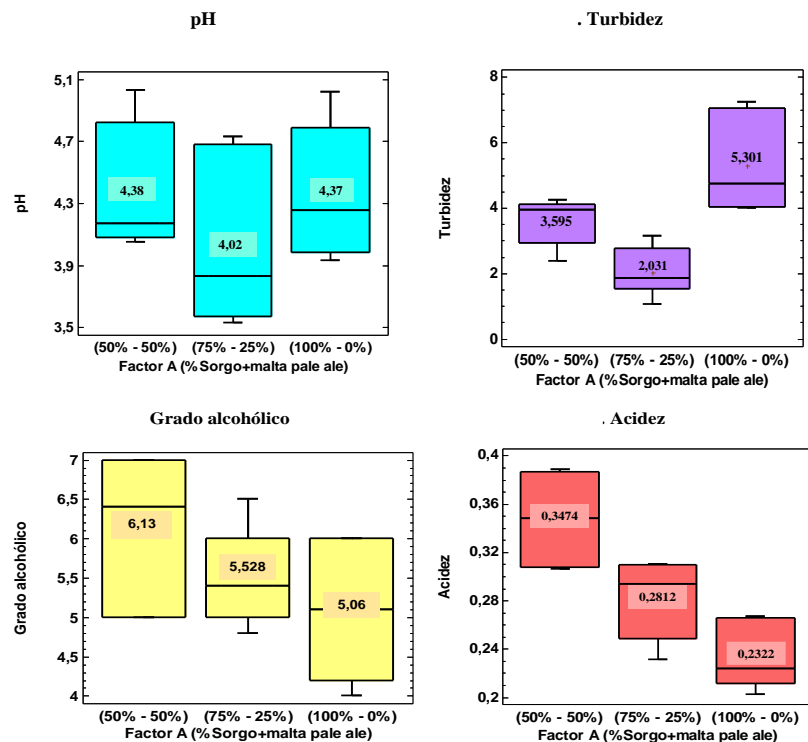 pH
5,1
4,7
4,3
3,9
3,5
pH
4,38
4,02
4,37
(50% - 50%) (75% - 25%) (100% - 0%)
Factor A (%Sorgo+malta pale ale)
. Turbidez
8
6
4
2
0
Turbidez
3,595
2,031
5,301
(50% - 50%) (75% - 25%) (100% - 0%)
Factor A (%Sorgo+malta pale ale)
Grado alcohólico
7
6,5
6
5,5
5
4,5
4
Grado alcohólico
6,13
5,528
5,06
(50% - 50%) (75% - 25%) (100% - 0%)
Factor A (%Sorgo+malta pale ale)
. Acidez
0,4
0,36
0,32
0,28
0,24
0,2
Acidez
0,3474
0,2812
0,2322
(50% - 50%) (75% - 25%) (100% - 0%)
Factor A (%Sorgo+malta pale ale)